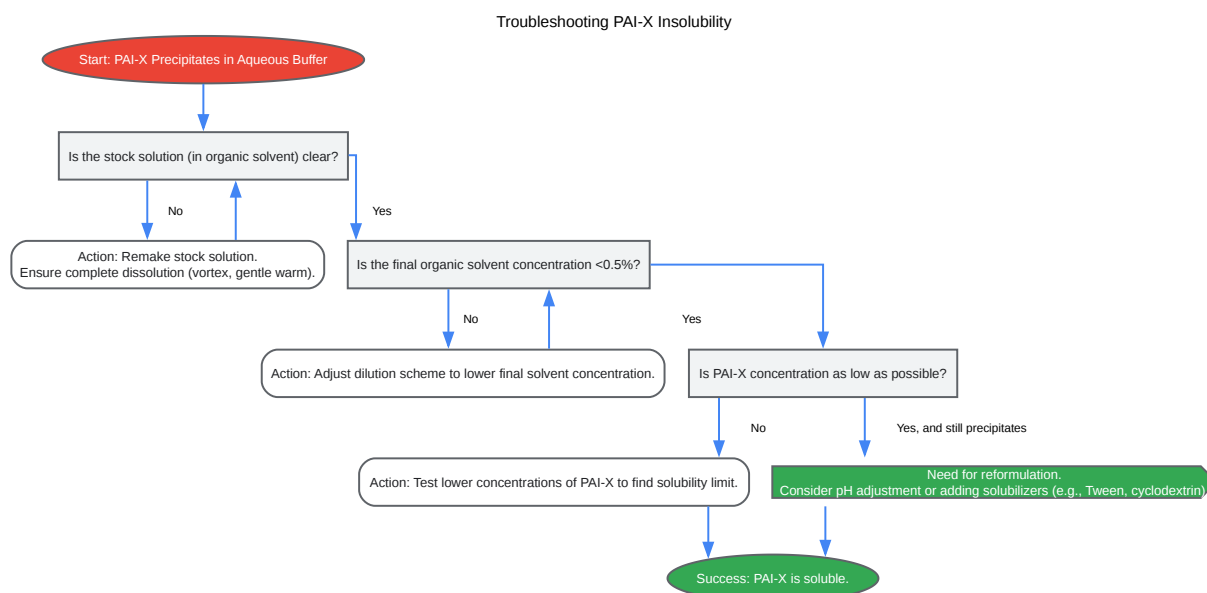 Troubleshooting PAI-X Insolubility
Start: PAI-X Precipitates in Aqueous Buffer
Is the stock solution (in organic solvent) clear?
No
Yes
Action: Remake stock solution.
Ensure complete dissolution (vortex, gentle warm).
Is the final organic solvent concentration <0.5%?
No
Yes
Action: Adjust dilution scheme to lower final solvent concentration.
Is PAI-X concentration as low as possible?
No
Yes, and still precipitates
Action: Test lower concentrations of PAI-X to find solubility limit.
Need for reformulation.
Consider pH adjustment or adding solubilizers (e.g., Tween, cyclodextrin)
Success: PAI-X is soluble.